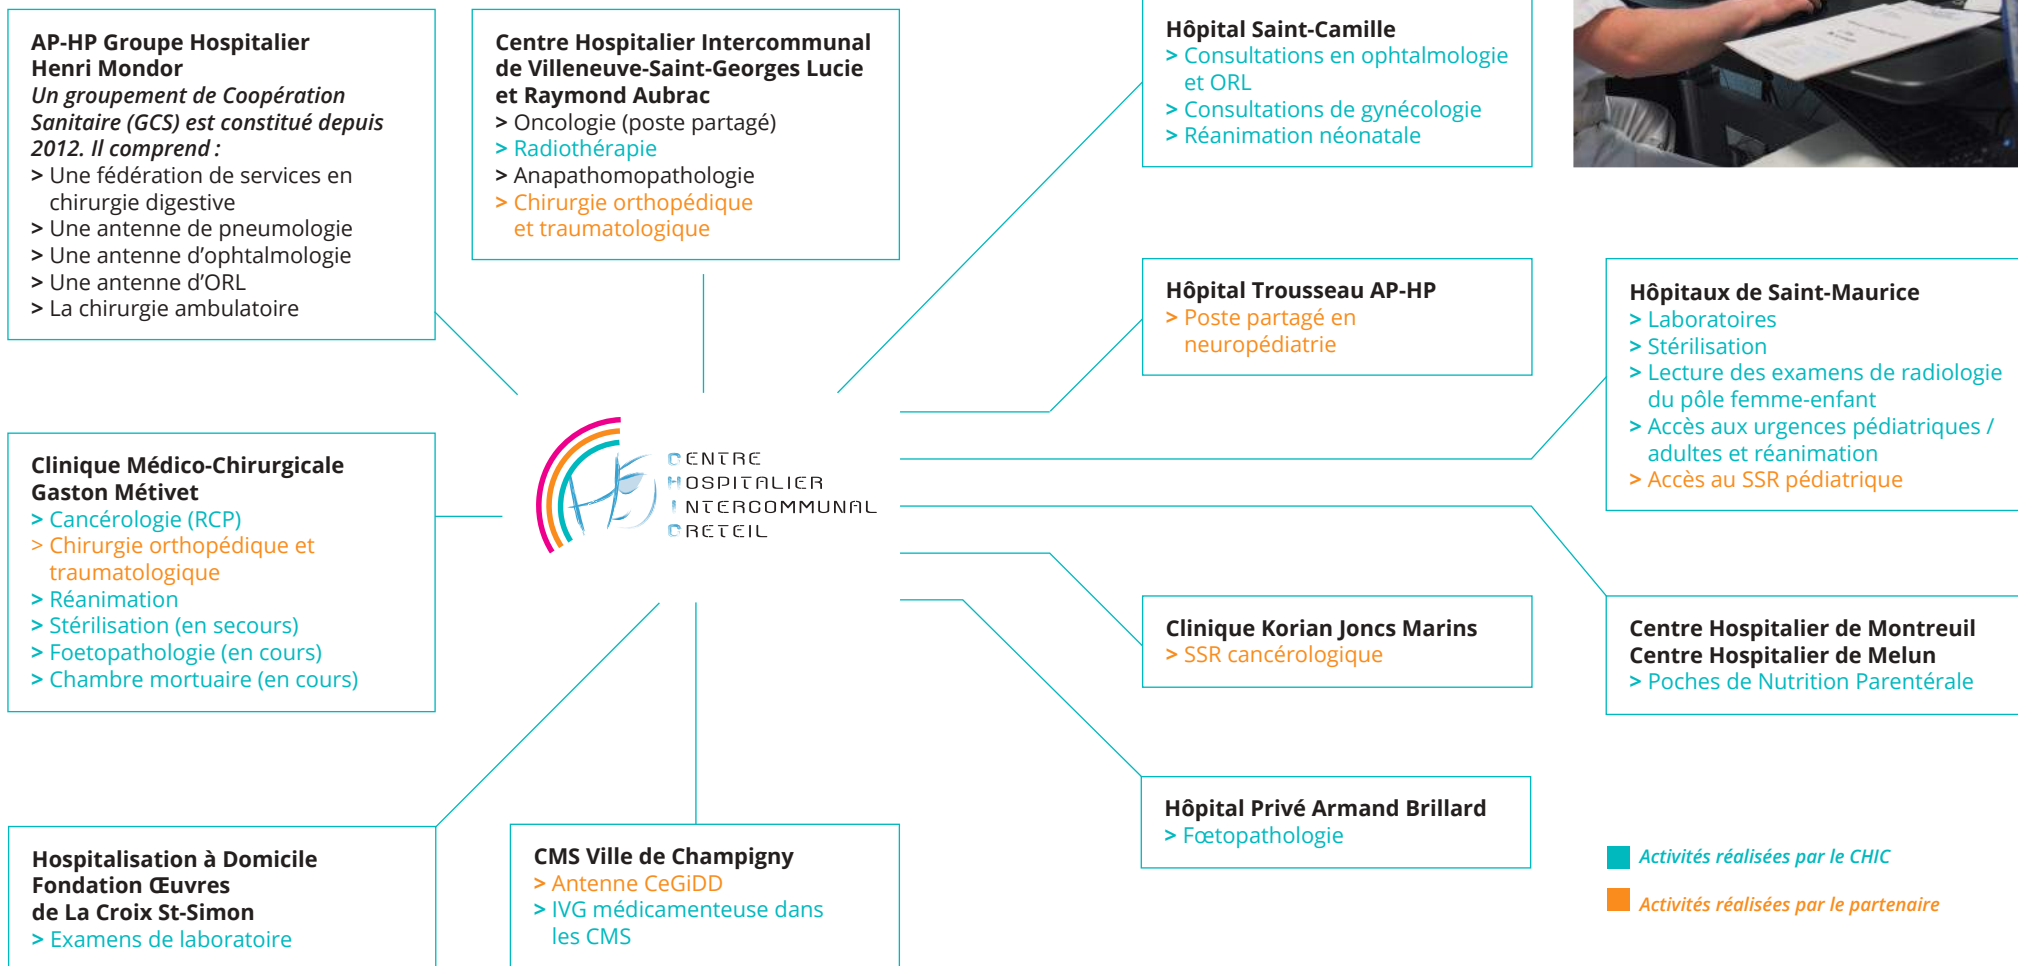 AP-HP Groupe Hospitalier
Henri Mondor
Un groupement de Coopération
Sanitaire (GCS) est constitué depuis
2012. Il comprend :
> Une fédération de services en
chirurgie digestive
> Une antenne de pneumologie
> Une antenne d'ophtalmologie
> Une antenne d'ORL
> La chirurgie ambulatoire
Centre Hospitalier Intercommunal
de Villeneuve-Saint-Georges Lucie
et Raymond Aubrac
> Oncologie (poste partagé)
> Radiothérapie
> Anapathomopathologie
> Chirurgie orthopédique
et traumatologique
Hôpital Saint-Camille
> Consultations en ophtalmologie
et ORL
> Consultations de gynécologie
> Réanimation néonatale
Hôpital Trousseau AP-HP
> Poste partagé en
neuropédiatrie
Hôpitaux de Saint-Maurice
> Laboratoires
> Stérilisation
> Lecture des examens de radiologie
du pôle femme-enfant
> Accès aux urgences pédiatriques /
adultes et réanimation
> Accès au SSR pédiatrique
Clinique Médico-Chirurgicale
Gaston Métivet
> Cancérologie (RCP)
> Chirurgie orthopédique et
traumatologique
> Réanimation
> Stérilisation (en secours)
> Foetopathologie (en cours)
> Chambre mortuaire (en cours)
CENTRE
HOSPITALIER
INTERCOMMUNAL
CRETEIL
Clinique Korian Joncs Marins
> SSR cancérologique
Centre Hospitalier de Montreuil
Centre Hospitalier de Melun
> Poches de Nutrition Parentérale
Hôpital Privé Armand Brillard
> Fœtopathologie
Hospitalisation à Domicile
Fondation Œuvres
de La Croix St-Simon
> Examens de laboratoire
CMS Ville de Champigny
> Antenne CeGiDD
> IVG médicamenteuse dans
les CMS
Activités réalisées par le CHIC
Activités réalisées par le partenaire